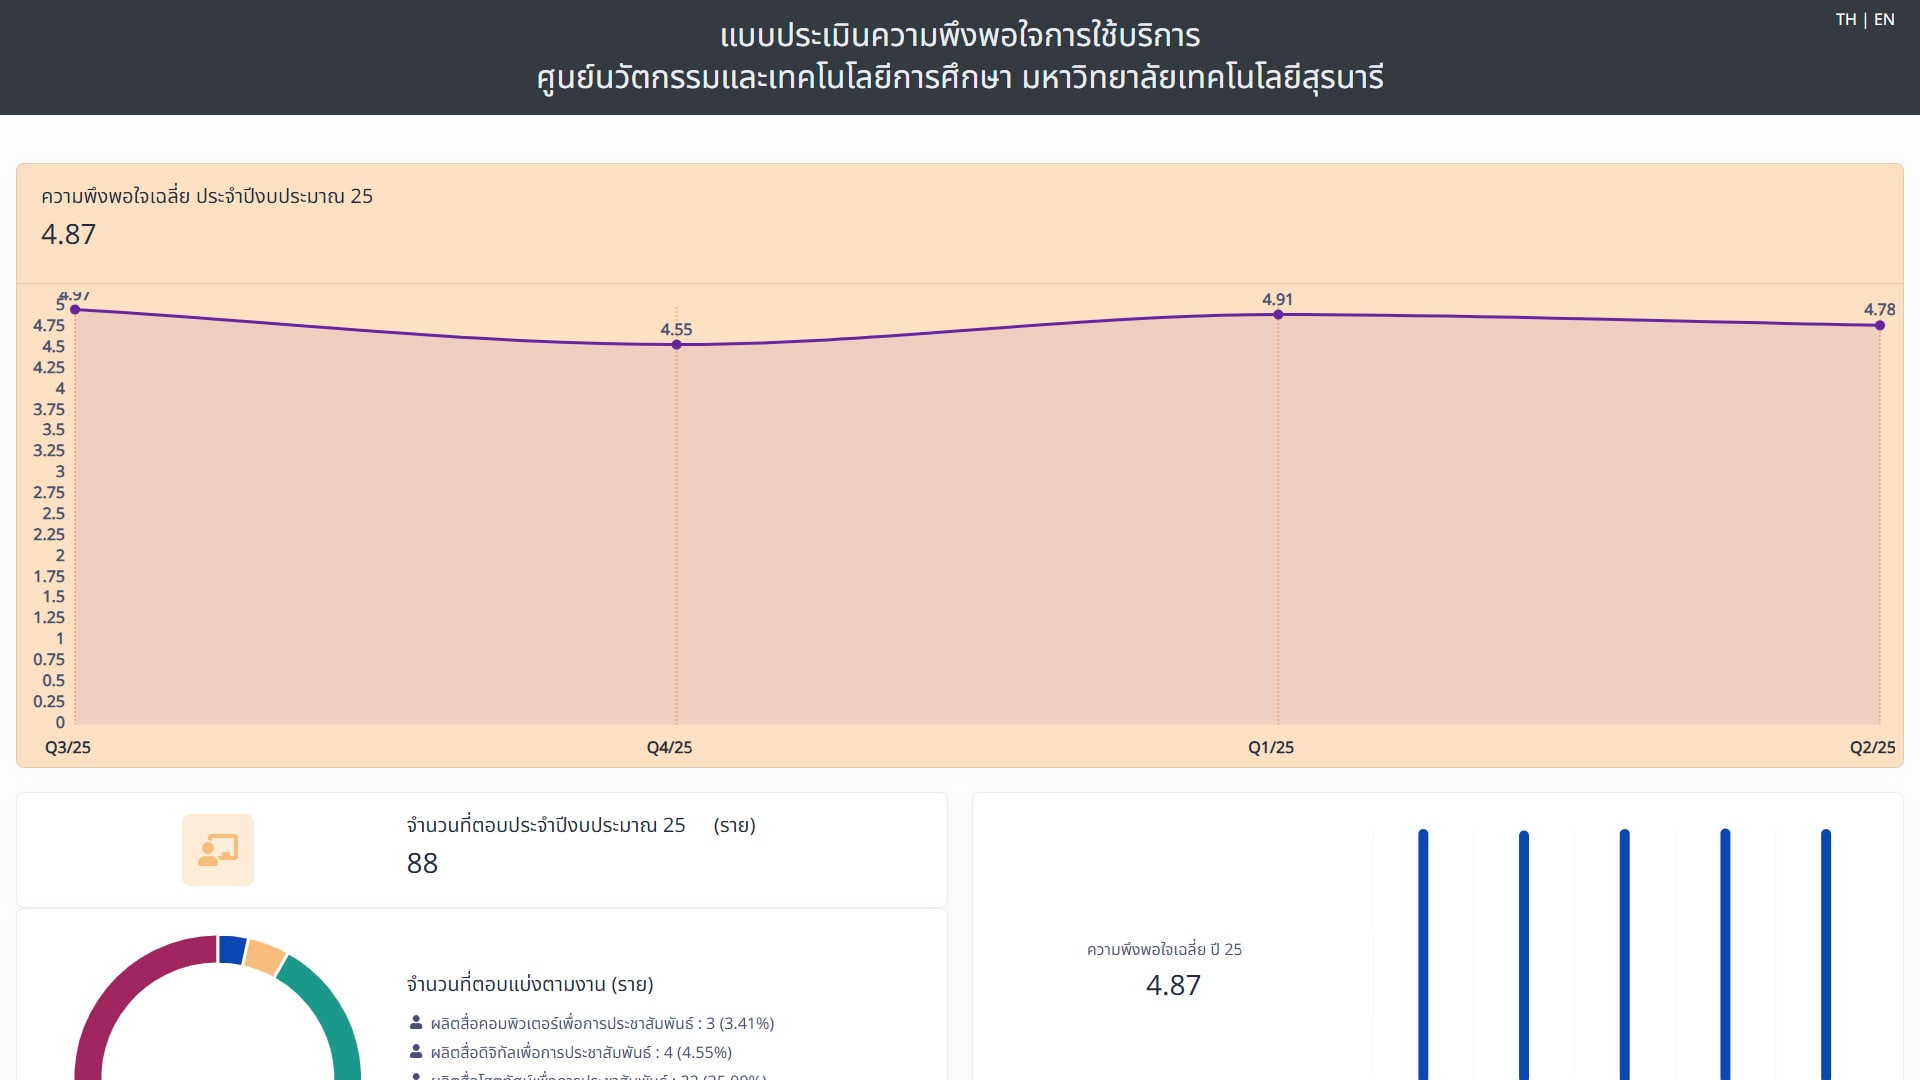 TH | EN
แบบประเมินความพึงพอใจการใช้บริการ
ศูนย์นวัตกรรมและเทคโนโลยีการศึกษา มหาวิทยาลัยเทคโนโลยีสุรนารี
ความพึงพอใจเฉลี่ย ประจำปีงบประมาณ 25
4.87
4.97
4.55
4.91
4.78
5
4.75
4.5
4.25
4
3.75
3.5
3.25
3
2.75
2.5
2.25
2
1.75
1.5
1.25
1
0.75
0.5
0.25
0
Q3/25 Q4/25 Q1/25 Q2/25
จำนวนที่ตอบประจำปีงบประมาณ 25 (ราย)
88
จำนวนที่ตอบแบ่งตามงาน (ราย)
ผลิตสื่อคอมพิวเตอร์เพื่อการประชาสัมพันธ์ : 3 (3.41%)
ผลิตสื่อดิจิทัลเพื่อการประชาสัมพันธ์ : 4 (4.55%)
ความพึงพอใจเฉลี่ย ปี 25
4.87